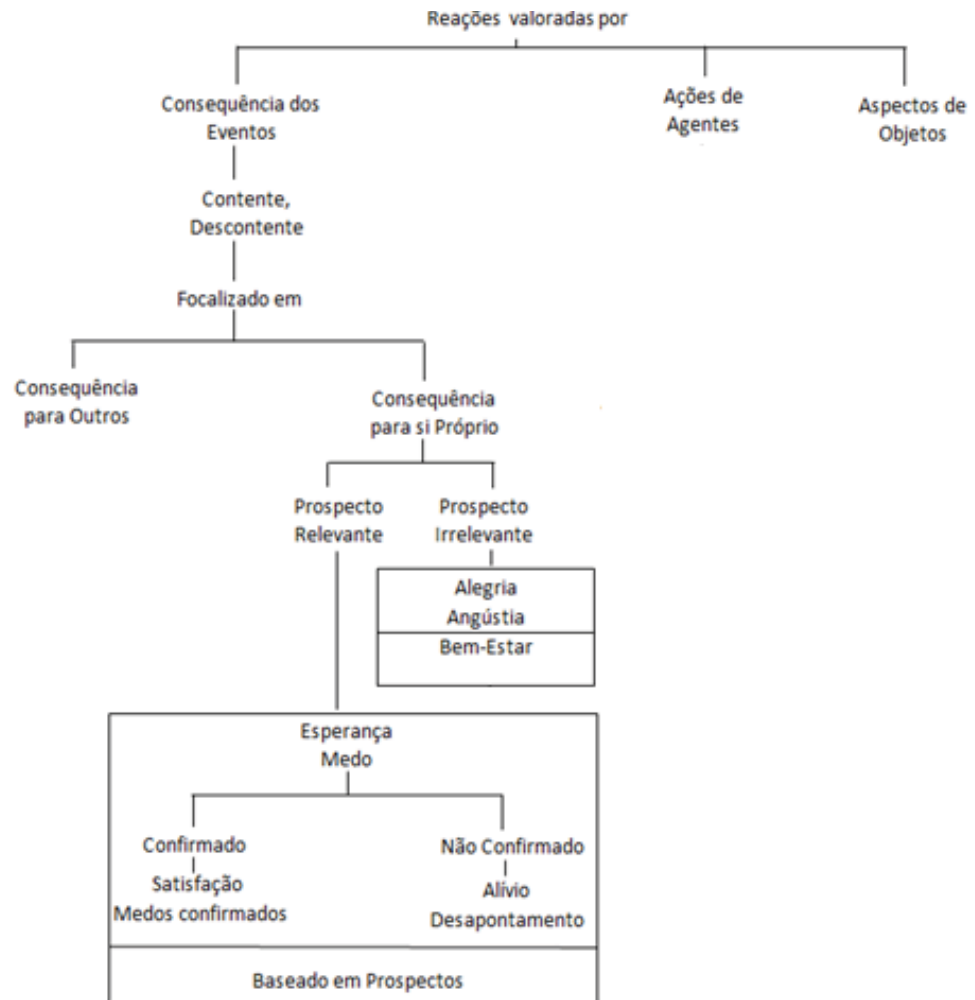 Reações valoradas por
Consequência dos
Eventos
Ações de
Agentes
Aspectos de
Objetos
Contente,
Descontente
Focalizado em
Consequência
para Outros
Consequência
para si Próprio
Prospecto
Relevante
Prospecto
Irrelevante
Alegria
Angústia
Bem-Estar
Esperança
Medo
Confirmado
Satisfação
Medos confirmados
Não Confirmado
Alívio
Desapontamento
Baseado em Prospectos